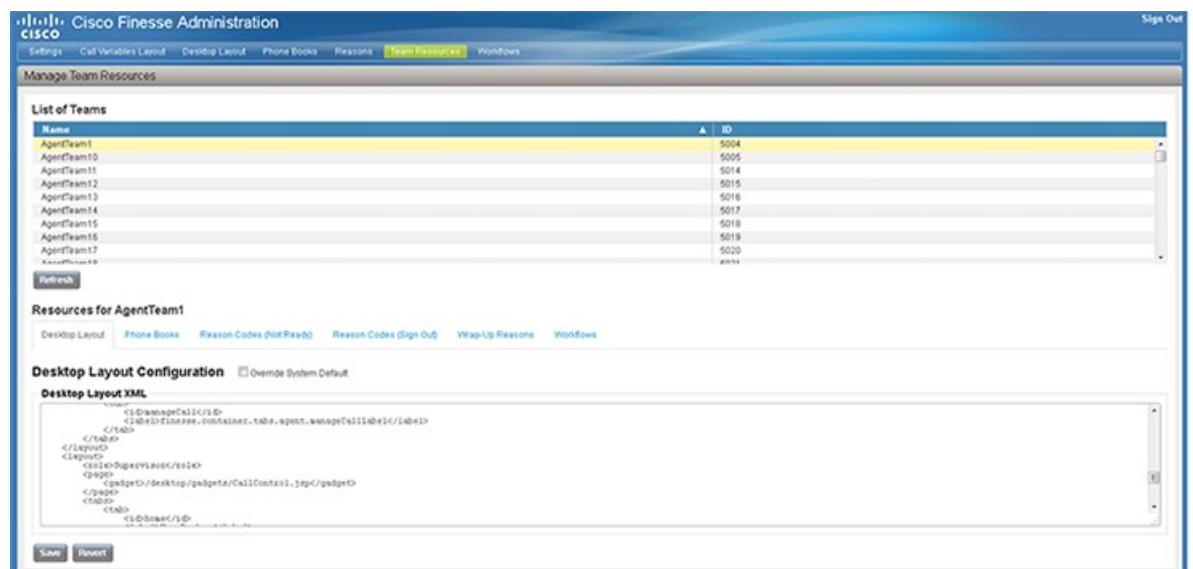 Cisco Finesse Administration
Sign Out
CISCO
Settings Call Variables Layout Desktop Layout Phone Books Reasons Team Resources Workflows
Manage Team Resources
List of Teams
Name ID
AgentTeam1 5004
AgentTeam10 5005
AgentTeam11 5014
AgentTeam12 5015
AgentTeam13 5016
AgentTeam14 5017
AgentTeam15 5018
AgentTeam16 5019
AgentTeam17 5020
AgentTeam18 5021
Refresh
Resources for AgentTeam1
Desktop Layout Phone Books Reason Codes (Not Ready) Reason Codes (Sign Out) Wrap-Up Reasons Workflows
Desktop Layout Configuration Override System Default
Desktop Layout XML
<id>manageCall</id>
<label>finesse.container.tabs.agent.manageCallLabel</label>
</tab>
</tabs>
</layout>
<layout>
<role>Supervisor</role>
<page>
<gadget>/desktop/gadgets/CallControl.jsp</gadget>
</page>
<tabs>
<tab>
<id>home</id>
Save Revert